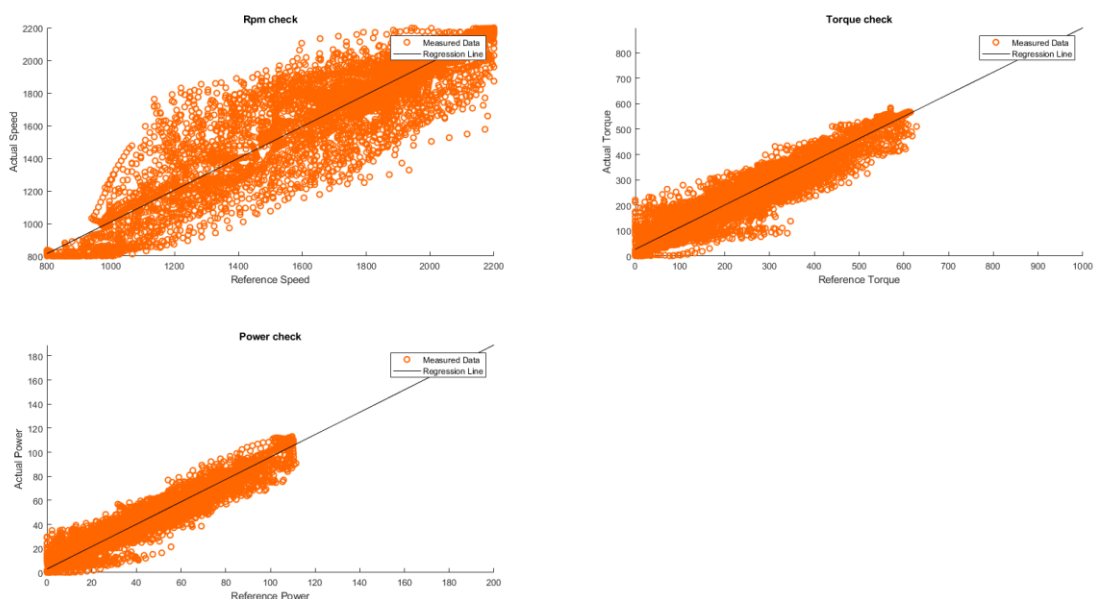 Rpm check
2200
2000
1800
1600
1400
1200
1000
800
Actual Speed
Measured Data
Regression Line
800 1000 1200 1400 1600 1800 2000 2200
Reference Speed
Torque check
800
700
600
500
400
300
200
100
0
Actual Torque
Measured Data
Regression Line
0 100 200 300 400 500 600 700 800 900 1000
Reference Torque
Power check
180
160
140
120
100
80
60
40
20
0
Actual Power
Measured Data
Regression Line
0 20 40 60 80 100 120 140 160 180 200
Reference Power